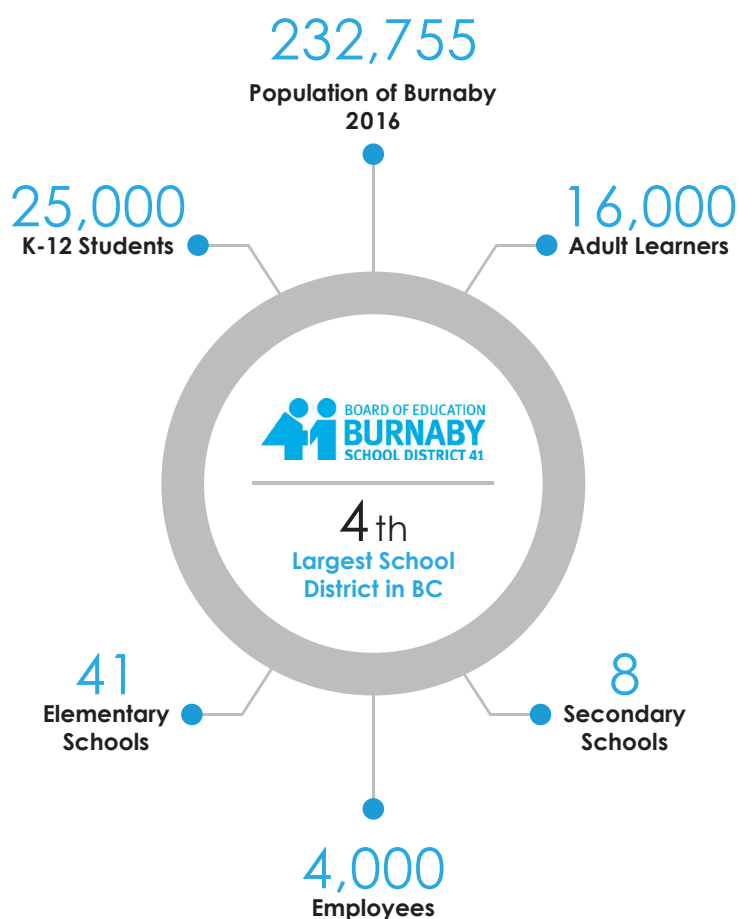 232,755
Population of Burnaby
2016
25,000
K-12 Students
16,000
Adult Learners
41
BOARD OF EDUCATION
BURNABY
SCHOOL DISTRICT 41
4th
Largest School
District in BC
41
Elementary
Schools
8
Secondary
Schools
4,000
Employees